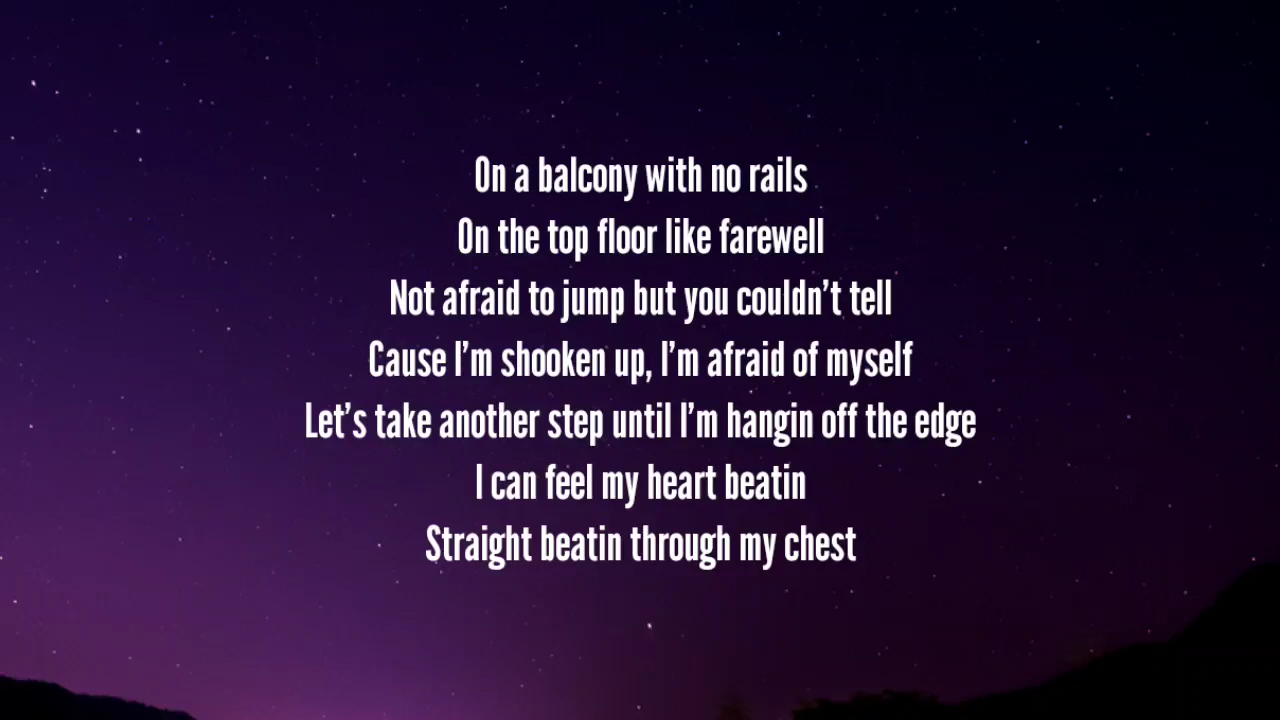 On a balcony with no rails
On the top floor like farewell
Not afraid to jump but you couldn't tell
Cause I'm shooken up, I'm afraid of myself
Let's take another step until I'm hangin off the edge
I can feel my heart beatin
Straight beatin through my chest